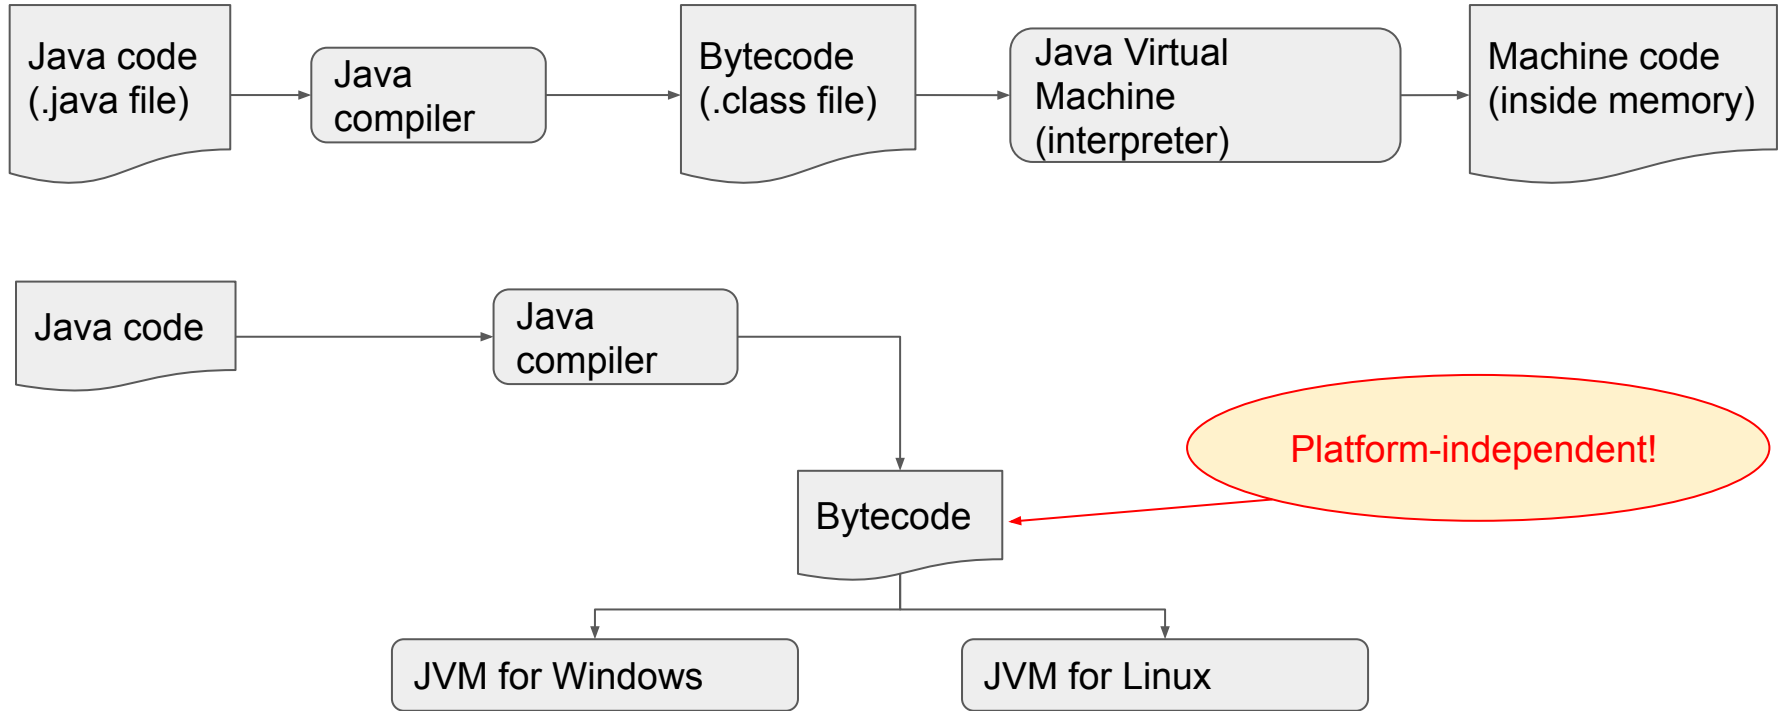 Java code
(.java file)
Java
compiler
Bytecode
(.class file)
Java Virtual
Machine
(interpreter)
Machine code
(inside memory)
Java code
Java
compiler
Platform-independent!
Bytecode
JVM for Windows
JVM for Linux